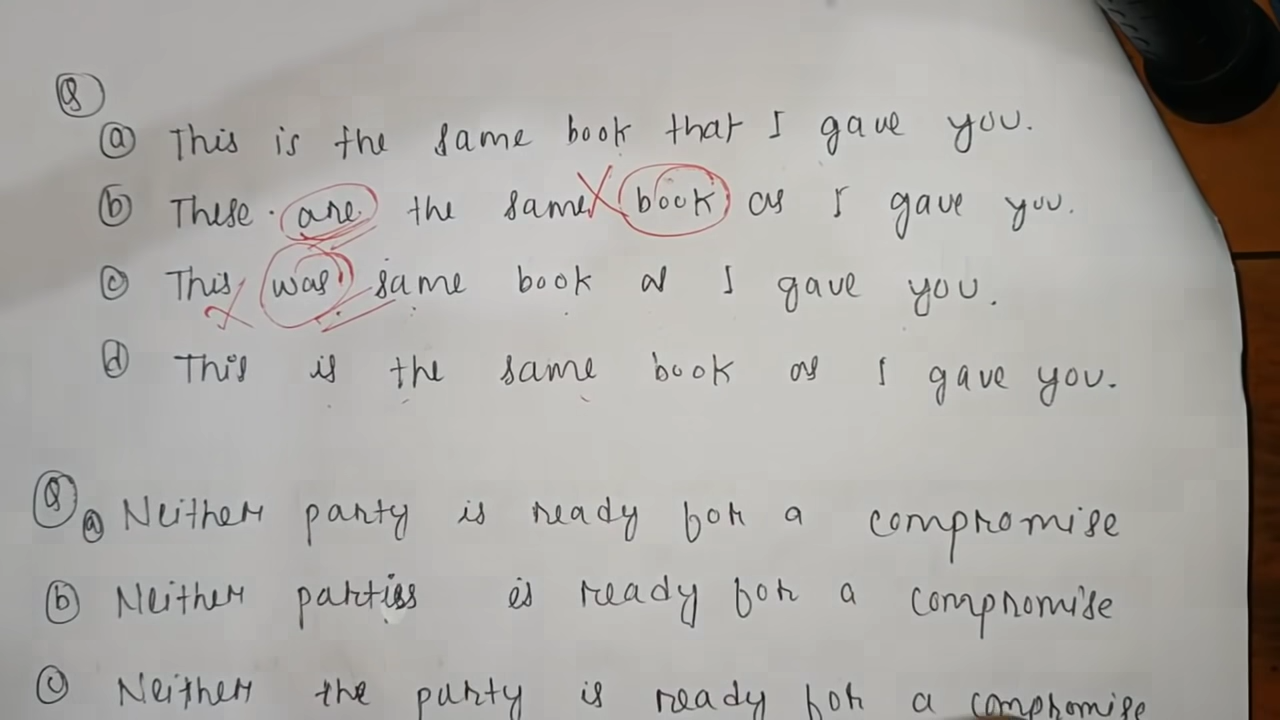 Q
a This is the same book that I gave you.
b These are the same book as I gave you.
c This was same book as I gave you.
d This is the same book as I gave you.
Q a Neither party is ready for a compromise
b Neither parties is ready for a compromise
c Neither the party is ready for a compromise